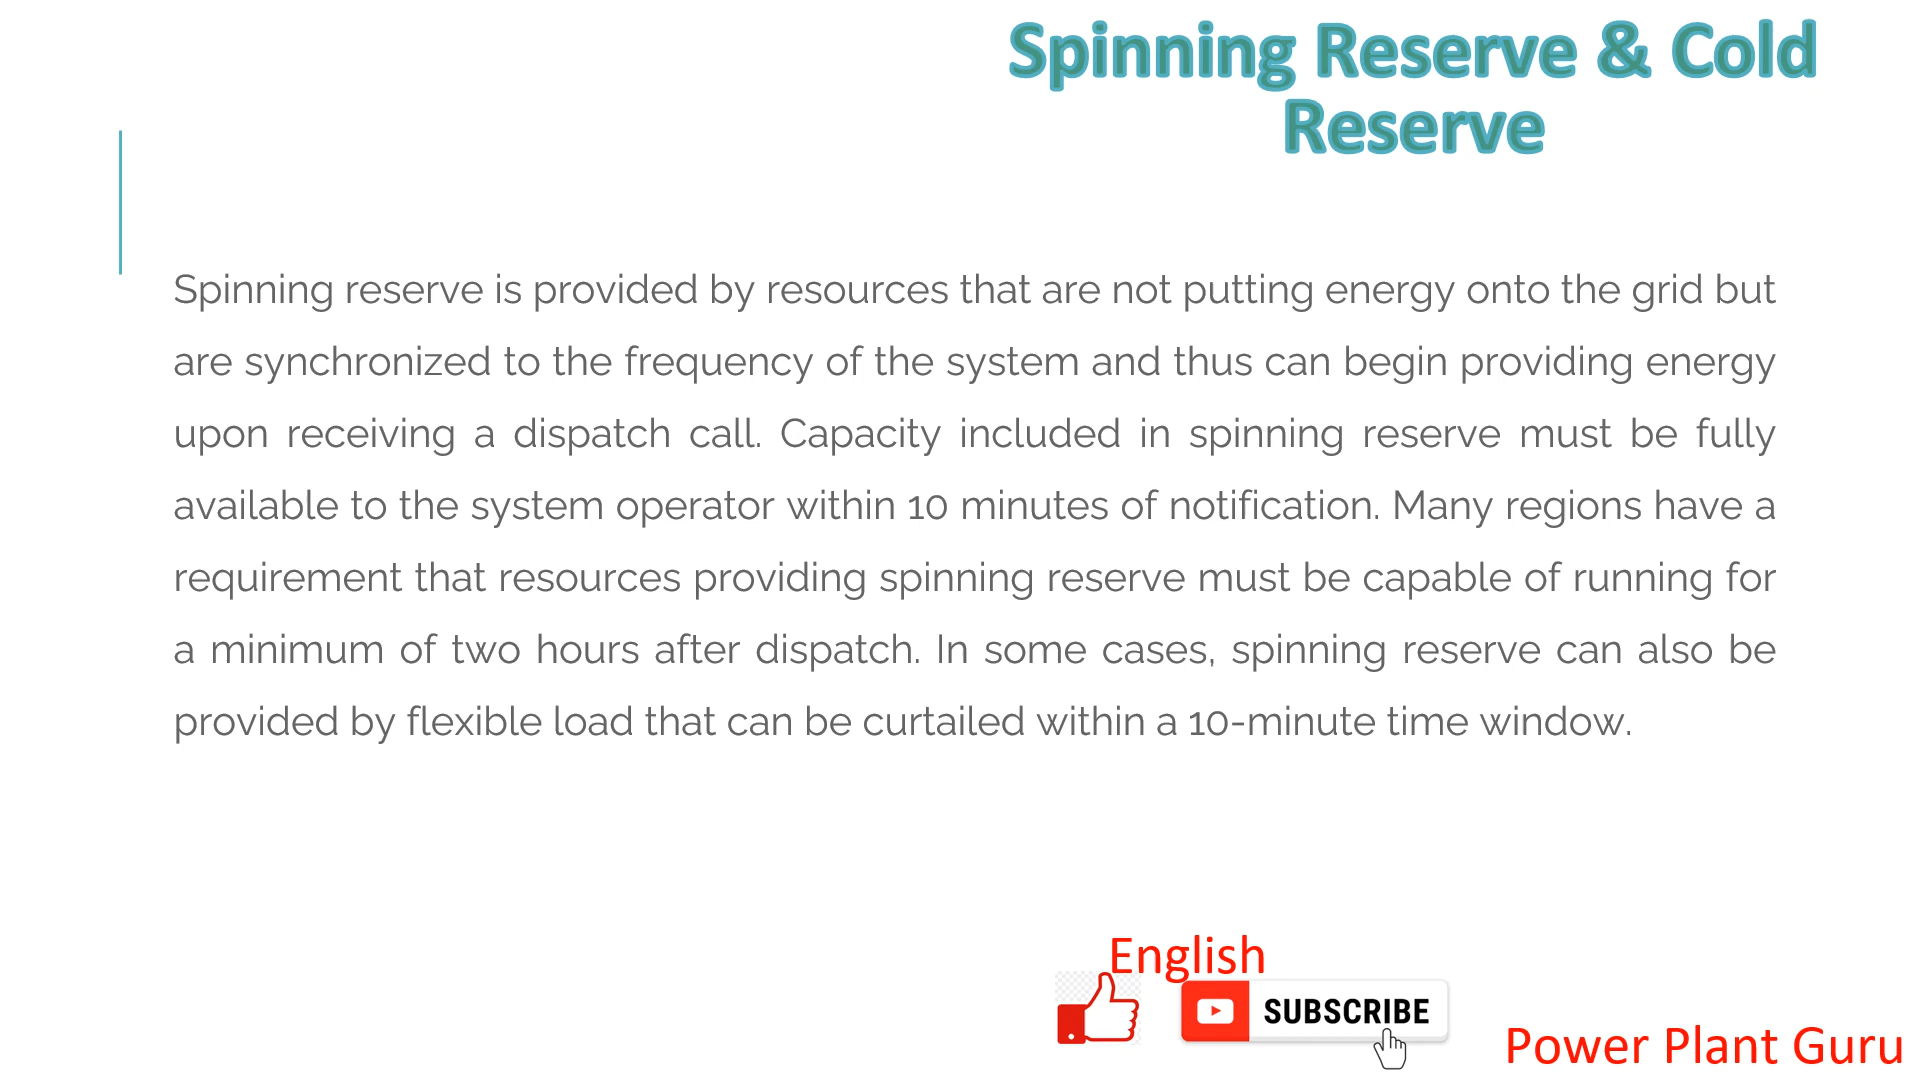 Spinning Reserve & Cold
Reserve
Spinning reserve is provided by resources that are not putting energy onto the grid but
are synchronized to the frequency of the system and thus can begin providing energy
upon receiving a dispatch call. Capacity included in spinning reserve must be fully
available to the system operator within 10 minutes of notification. Many regions have a
requirement that resources providing spinning reserve must be capable of running for
a minimum of two hours after dispatch. In some cases, spinning reserve can also be
provided by flexible load that can be curtailed within a 10-minute time window.
English
SUBSCRIBE
Power Plant Guru